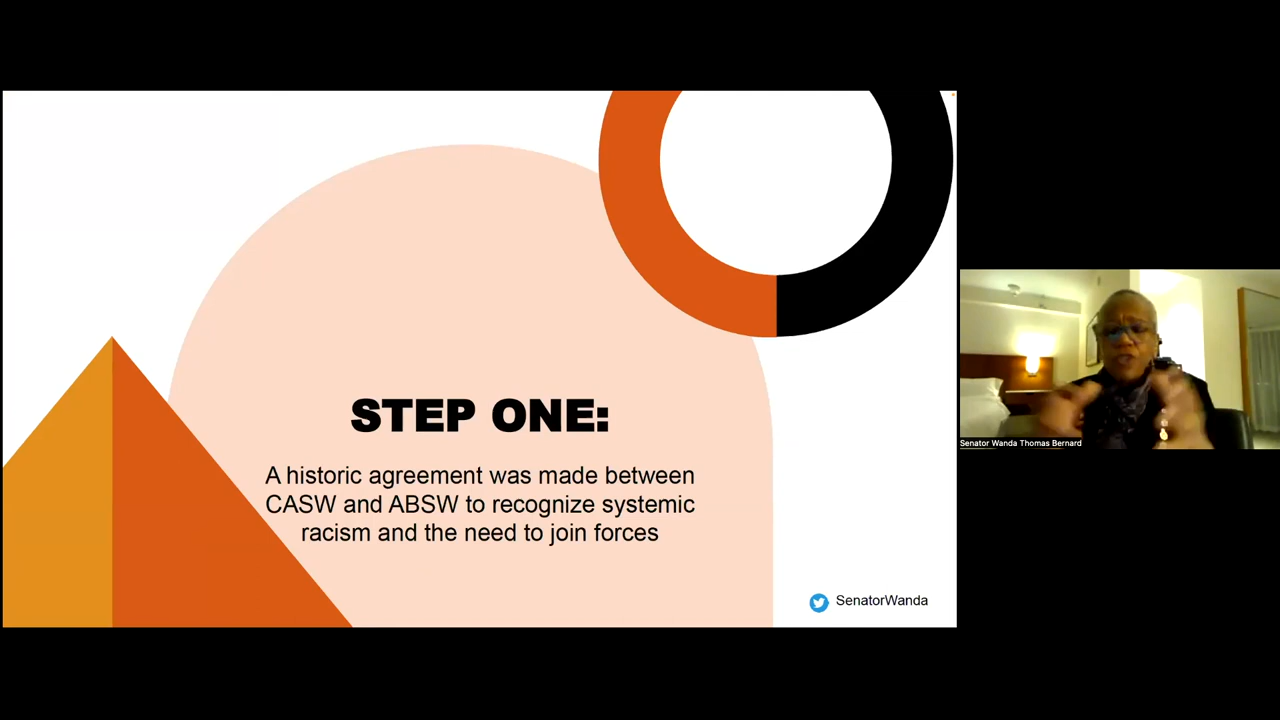 STEP ONE:
A historic agreement was made between
CASW and ABSW to recognize systemic
racism and the need to join forces
SenatorWanda
Senator Wanda Thomas Bernard